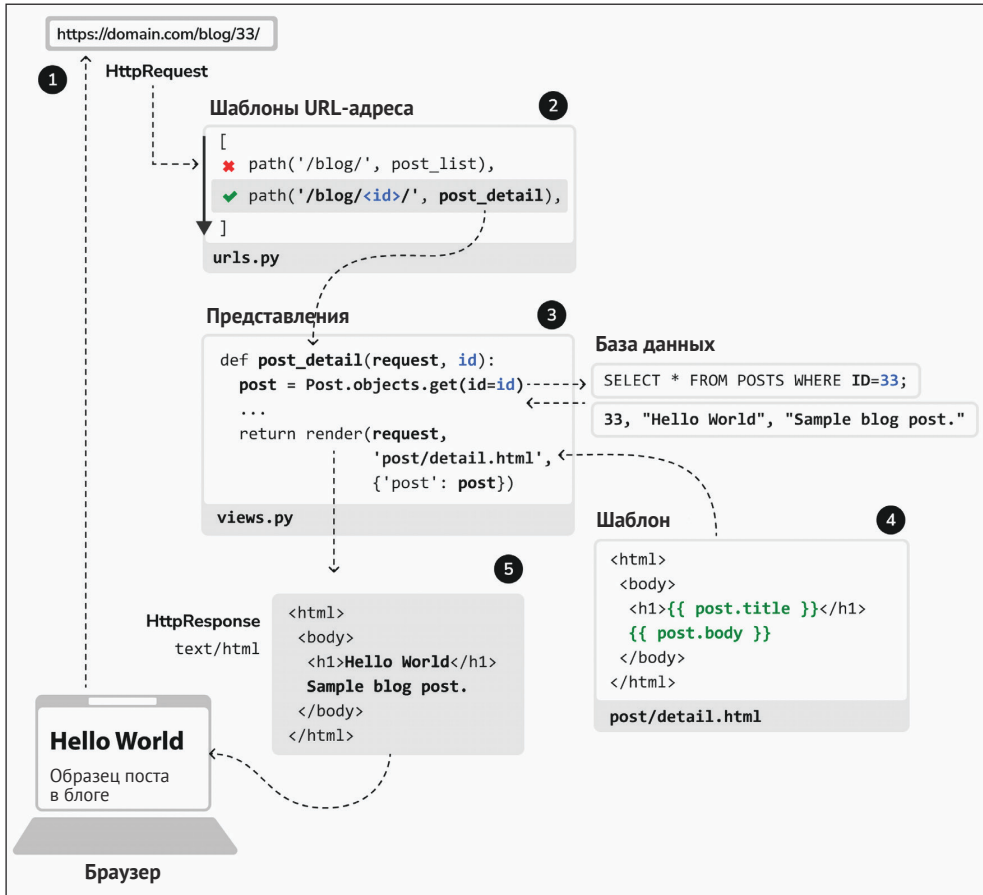 https://domain.com/blog/33/
1
HttpRequest
Шаблоны URL-адреса
2
[
path('/blog/', post_list),
path('/blog/<id>/', post_detail),
]
urls.py
Представления
3
def post_detail(request, id):
post = Post.objects.get(id=id)
...
return render(request,
'post/detail.html',
{'post': post})
views.py
База данных
SELECT * FROM POSTS WHERE ID=33;
33, "Hello World", "Sample blog post."
Шаблон
4
<html>
<body>
<h1>{{ post.title }}</h1>
{{ post.body }}
</body>
</html>
post/detail.html
5
HttpResponse
text/html
<html>
<body>
<h1>Hello World</h1>
Sample blog post.
</body>
</html>
Hello World
Образец поста
в блоге
Браузер